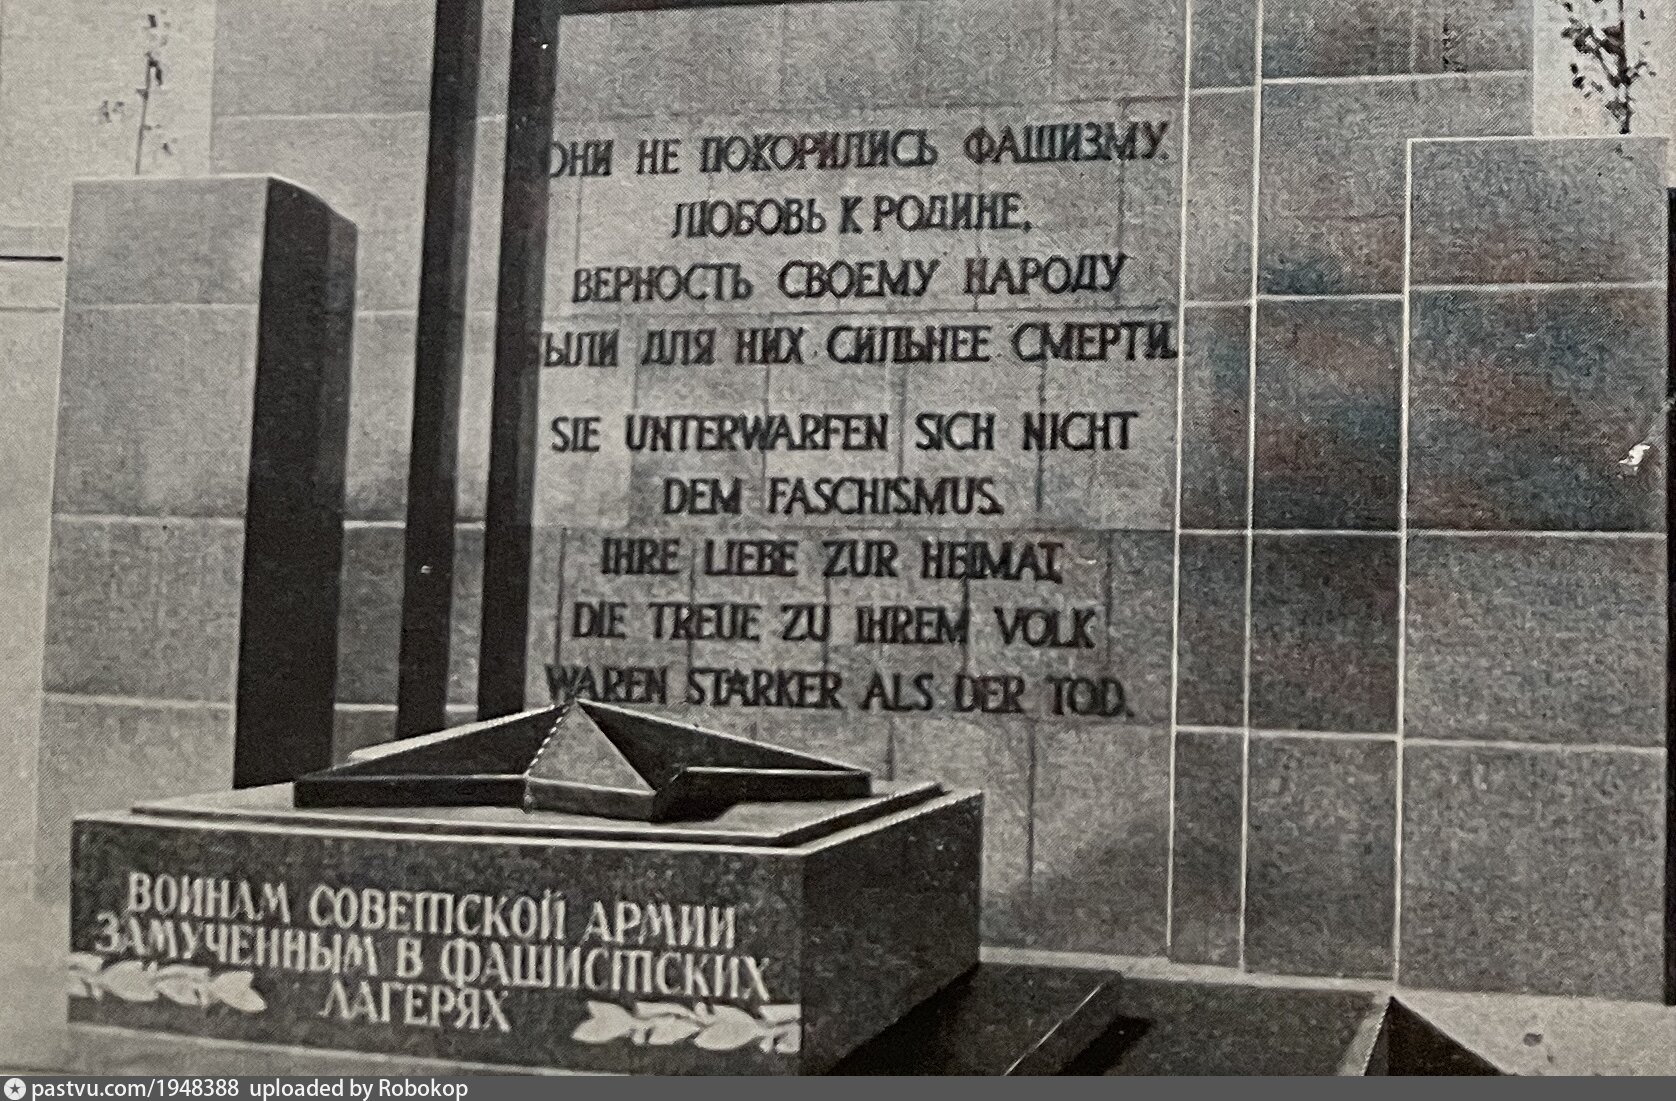 ОНИ НЕ ПОКОРИЛИСЬ ФАШИЗМУ.
ЛЮБОВЬ К РОДИНЕ,
ВЕРНОСТЬ СВОЕМУ НАРОДУ
БЫЛИ ДЛЯ НИХ СИЛЬНЕЕ СМЕРТИ.
SIE UNTERWARFEN SICH NICHT
DEM FASCHISMUS.
IHRE LIEBE ZUR HEIMAT,
DIE TREUE ZU IHREM VOLK
WAREN STARKER ALS DER TOD.
ВОИНАМ СОВЕТСКОЙ АРМИИ
ЗАМУЧЕННЫМ В ФАШИСТСКИХ
ЛАГЕРЯХ
pastvu.com/1948388 uploaded by Robokop